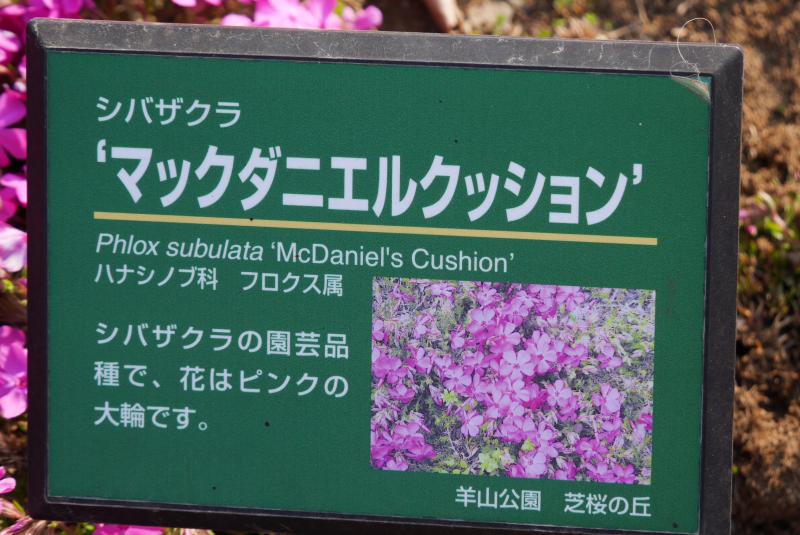 シバザクラ
‘マックダニエルクッション’
Phlox subulata ‘McDaniel's Cushion’
ハナシノブ科　フロクス属
シバザクラの園芸品
種で、花はピンクの
大輪です。
羊山公園　芝桜の丘